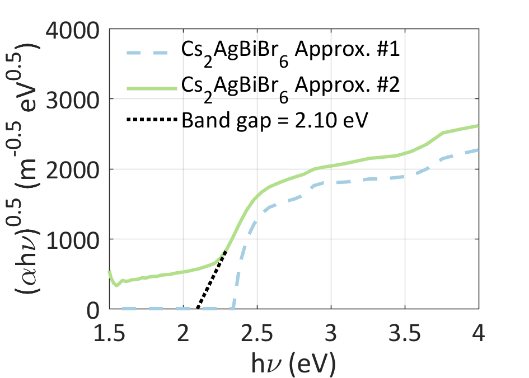 4000
3000
2000
1000
0
(αhν)^0.5 (m^-0.5 eV^0.5)
Cs2AgBiBr6 Approx. #1
Cs2AgBiBr6 Approx. #2
Band gap = 2.10 eV
1.5 2 2.5 3 3.5 4
hν (eV)